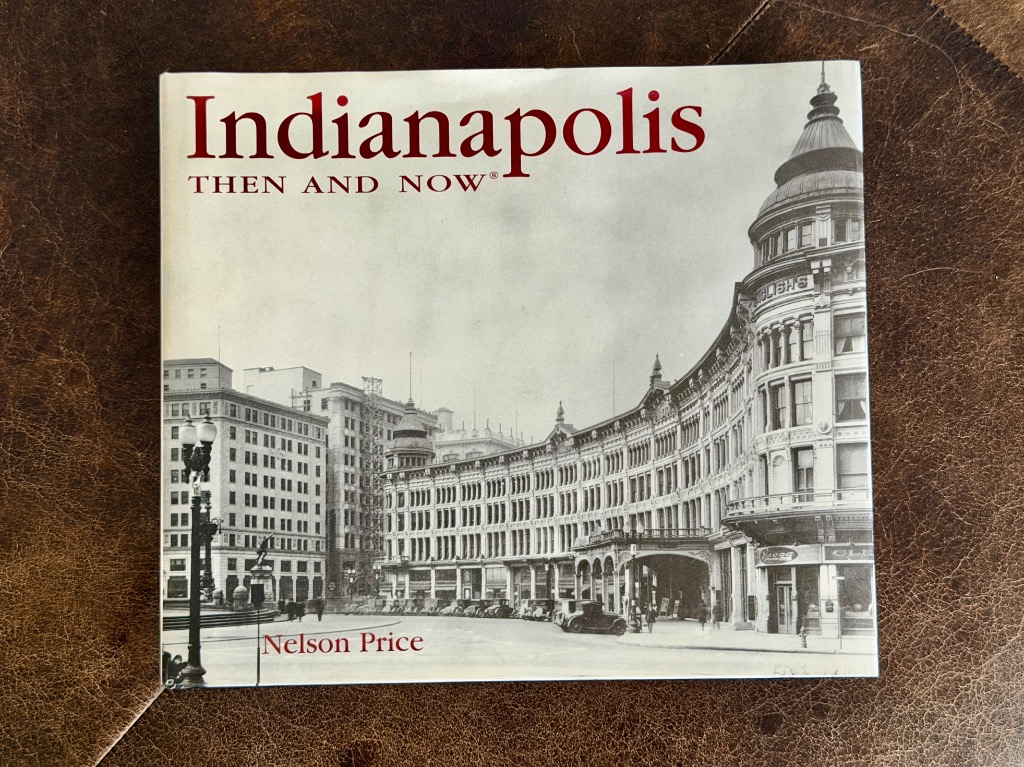 Indianapolis
THEN AND NOW®
ENGLISH'S
Nelson Price